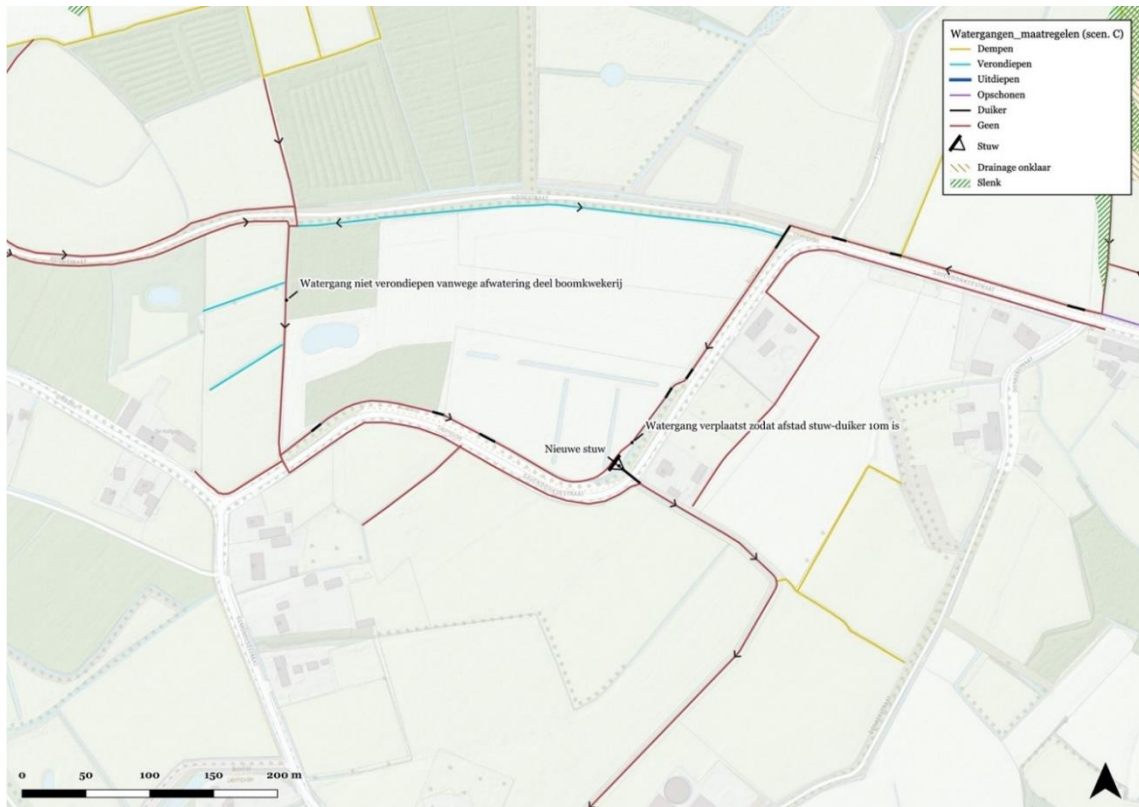 Watergangen_maatregelen (scen. C)
Dempen
Verondiepen
Uitdiepen
Opschonen
Duiker
Geen
Stuw
Drainage onklaar
Slenk
Watergang niet verondiepen vanwege afwatering deel boomkwekerij
Watergang verplaatst zodat afstad stuw-duiker 10m is
Nieuwe stuw
0 50 100 150 200 m